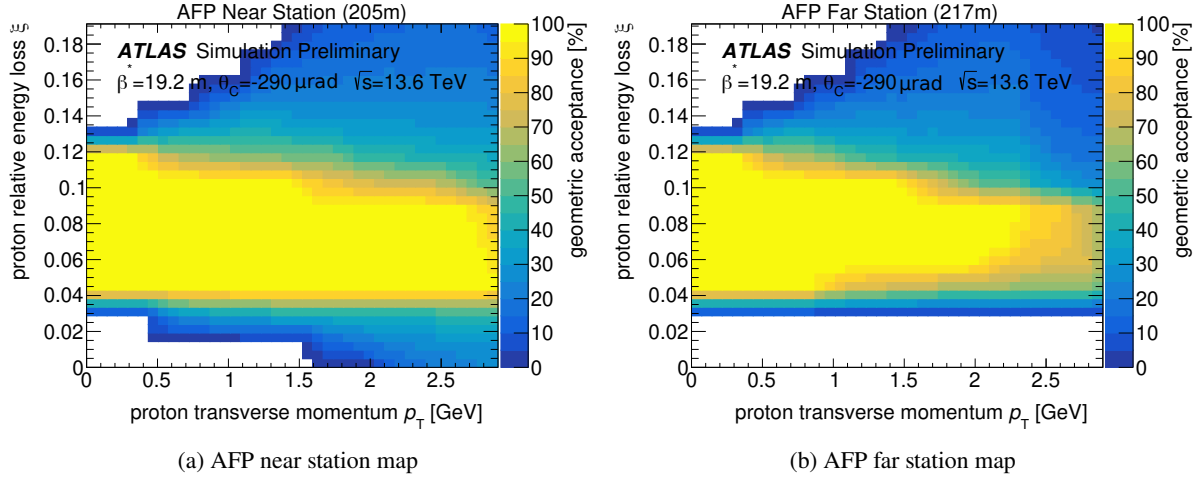 AFP Near Station (205m)
ATLAS Simulation Preliminary
β*=19.2 m, θC=-290 μrad √s=13.6 TeV
proton relative energy loss ξ
0.18
0.16
0.14
0.12
0.1
0.08
0.06
0.04
0.02
0
0 0.5 1 1.5 2 2.5
proton transverse momentum pT [GeV]
100
90
80
70
60
50
40
30
20
10
0
geometric acceptance [%]
(a) AFP near station map
AFP Far Station (217m)
ATLAS Simulation Preliminary
β*=19.2 m, θC=-290 μrad √s=13.6 TeV
proton relative energy loss ξ
0.18
0.16
0.14
0.12
0.1
0.08
0.06
0.04
0.02
0
0 0.5 1 1.5 2 2.5
proton transverse momentum pT [GeV]
100
90
80
70
60
50
40
30
20
10
0
geometric acceptance [%]
(b) AFP far station map